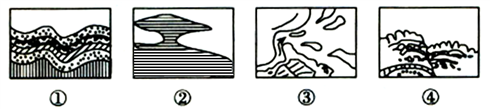 ① ② ③ ④